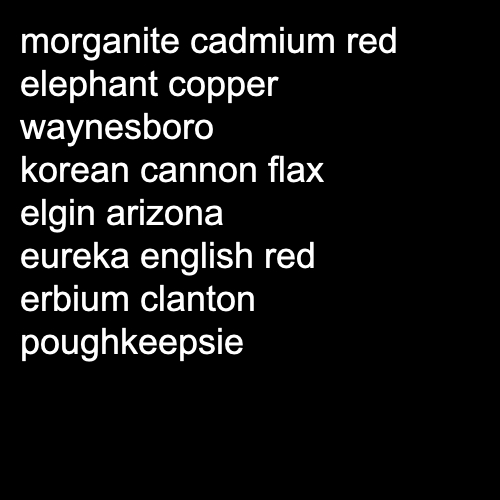 morganite cadmium red
elephant copper
waynesboro
korean cannon flax
elgin arizona
eureka english red
erbium clanton
poughkeepsie